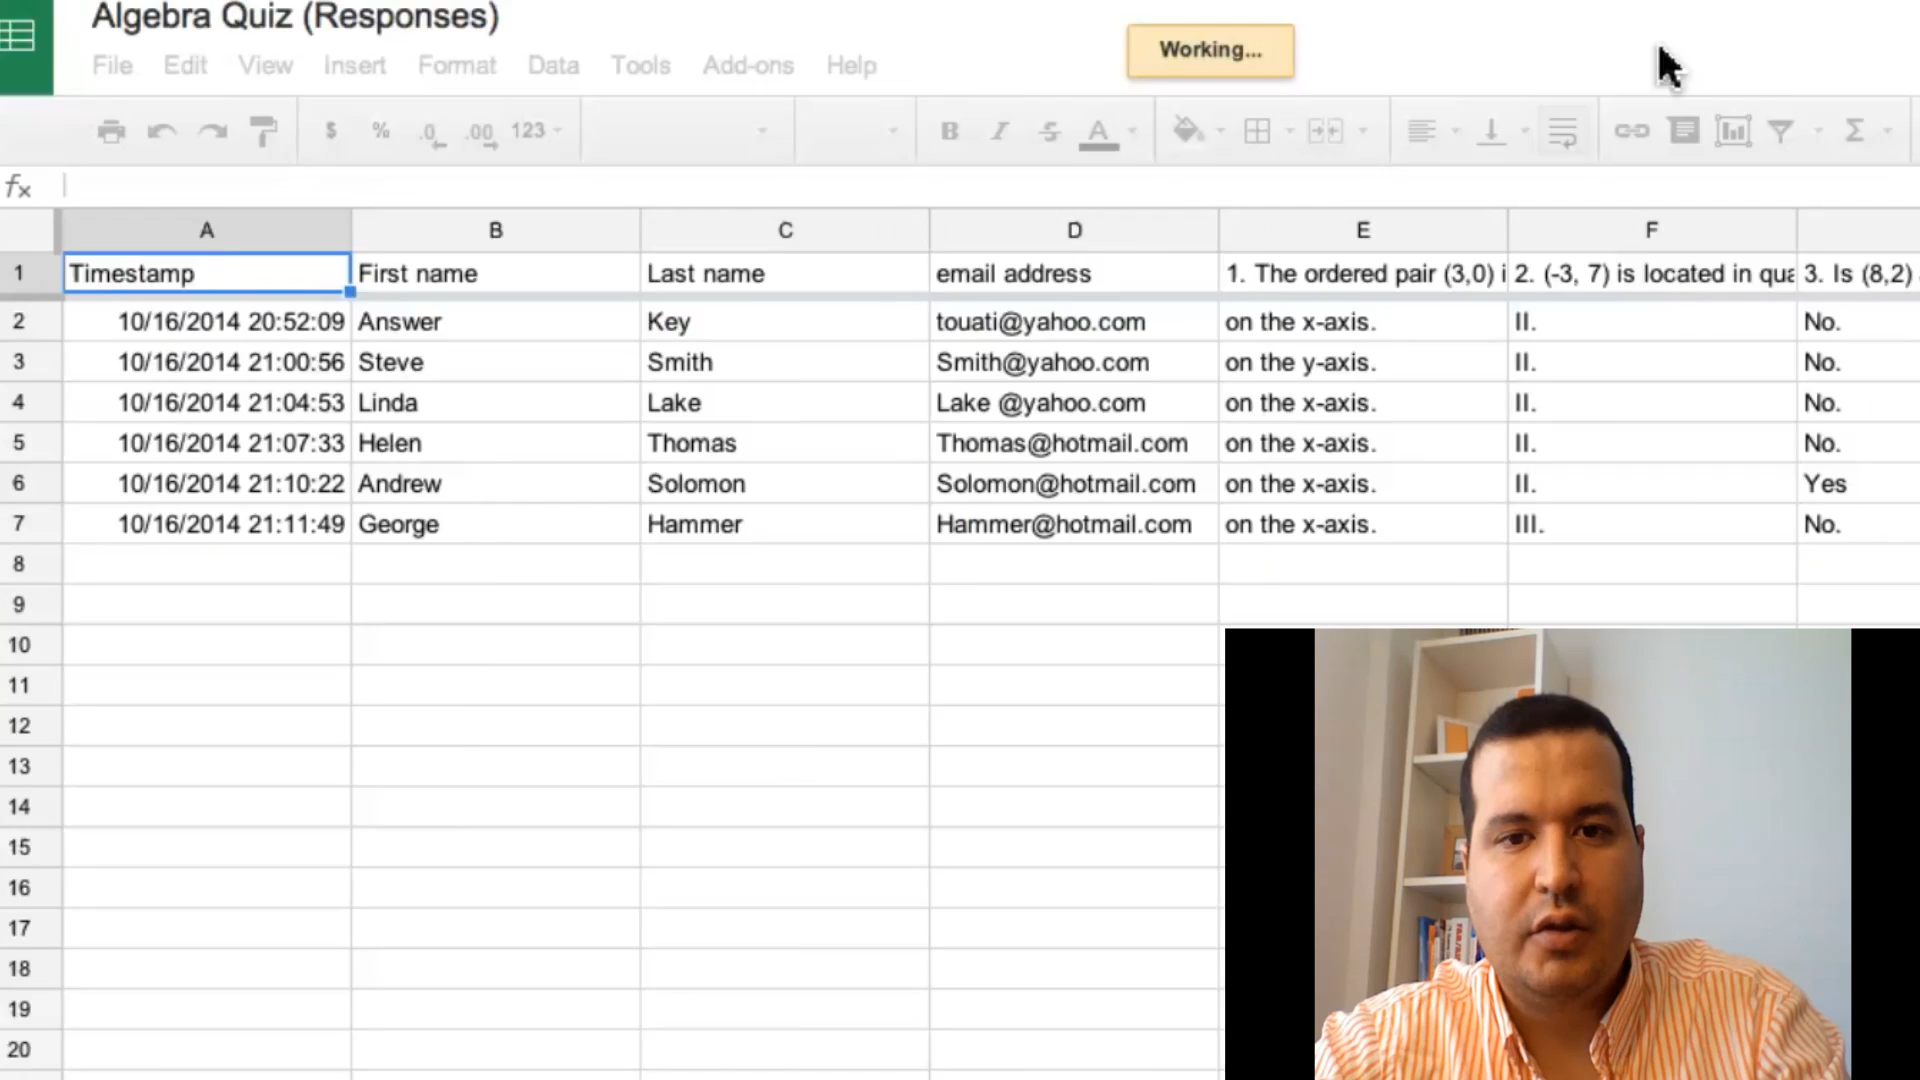 Algebra Quiz (Responses)
Working...
File Edit View Insert Format Data Tools Add-ons Help
$ % .0 .00 123 B I S A Σ
fx
A B C D E F
1 Timestamp First name Last name email address 1. The ordered pair (3,0) i 2. (-3, 7) is located in qua 3. Is (8,2)
2 10/16/2014 20:52:09 Answer Key touati@yahoo.com on the x-axis. II. No.
3 10/16/2014 21:00:56 Steve Smith Smith@yahoo.com on the y-axis. II. No.
4 10/16/2014 21:04:53 Linda Lake Lake @yahoo.com on the x-axis. II. No.
5 10/16/2014 21:07:33 Helen Thomas Thomas@hotmail.com on the x-axis. II. No.
6 10/16/2014 21:10:22 Andrew Solomon Solomon@hotmail.com on the x-axis. II. Yes
7 10/16/2014 21:11:49 George Hammer Hammer@hotmail.com on the x-axis. III. No.
8
9
10
11
12
13
14
15
16
17
18
19
20